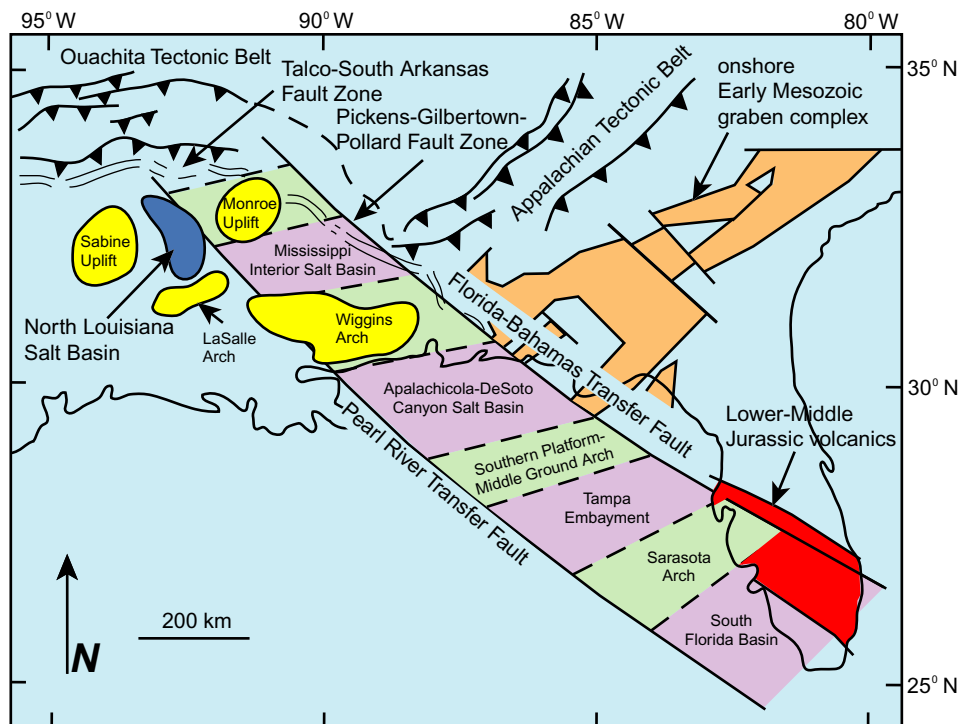 95° W
90° W
85° W
80° W
35° N
30° N
25° N
Ouachita Tectonic Belt
Talco-South Arkansas
Fault Zone
Pickens-Gilbertown-
Pollard Fault Zone
Appalachian Tectonic Belt
onshore
Early Mesozoic
graben complex
Monroe
Uplift
Sabine
Uplift
Mississippi
Interior Salt Basin
North Louisiana
Salt Basin
LaSalle
Arch
Wiggins
Arch
Florida-Bahamas Transfer Fault
Apalachicola-DeSoto
Canyon Salt Basin
Pearl River Transfer Fault
Lower-Middle
Jurassic volcanics
Southern Platform-
Middle Ground Arch
Tampa
Embayment
Sarasota
Arch
South
Florida Basin
200 km
N